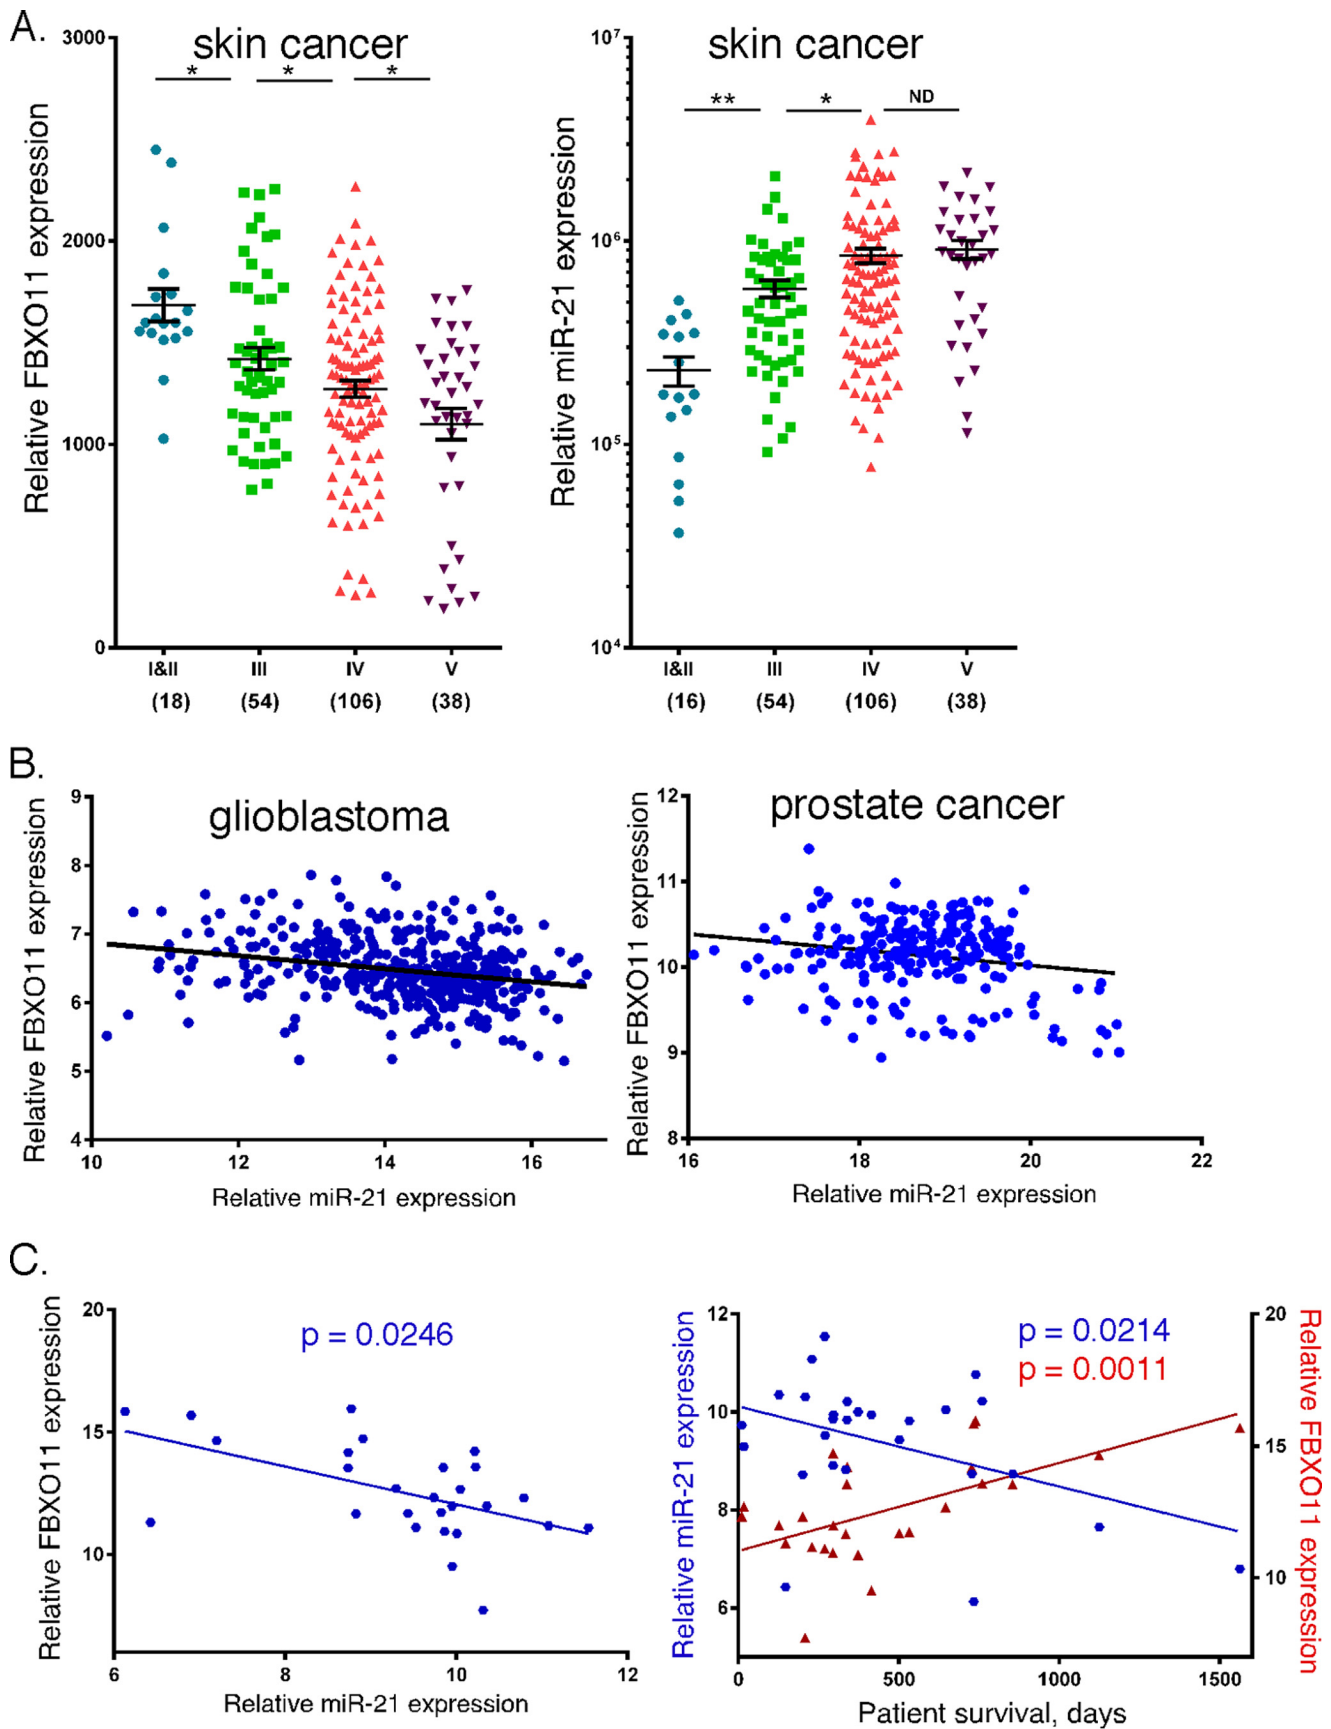 A.
skin cancer
skin cancer
Relative FBXO11 expression
3000
2000
1000
0
* * *
I&II III IV V
(18) (54) (106) (38)
Relative miR-21 expression
10⁷
10⁶
10⁵
10⁴
** * ND
I&II III IV V
(16) (54) (106) (38)
B.
glioblastoma
Relative FBXO11 expression
9
8
7
6
5
4
10 12 14 16
Relative miR-21 expression
prostate cancer
Relative FBXO11 expression
12
11
10
9
8
16 18 20 22
Relative miR-21 expression
C.
p = 0.0246
Relative FBXO11 expression
20
15
10
6 8 10 12
Relative miR-21 expression
p = 0.0214
p = 0.0011
Relative miR-21 expression
12
10
8
6
20
15
10
Relative FBXO11 expression
0 500 1000 1500
Patient survival, days